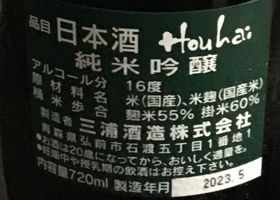 品目 日本酒 Houhai
純米吟醸
アルコール分 16度
原材料名 米(国産)、米麹(国産米)
精米歩合 麹米55% 掛米60%
製造者 三浦酒造株式会社
青森県弘前市石渡五丁目1番地1
●お酒は20歳になってから、おいしく適量を。
●妊娠中や授乳期の飲酒はお控え下さい。
内容量720ml 製造年月 2023.5